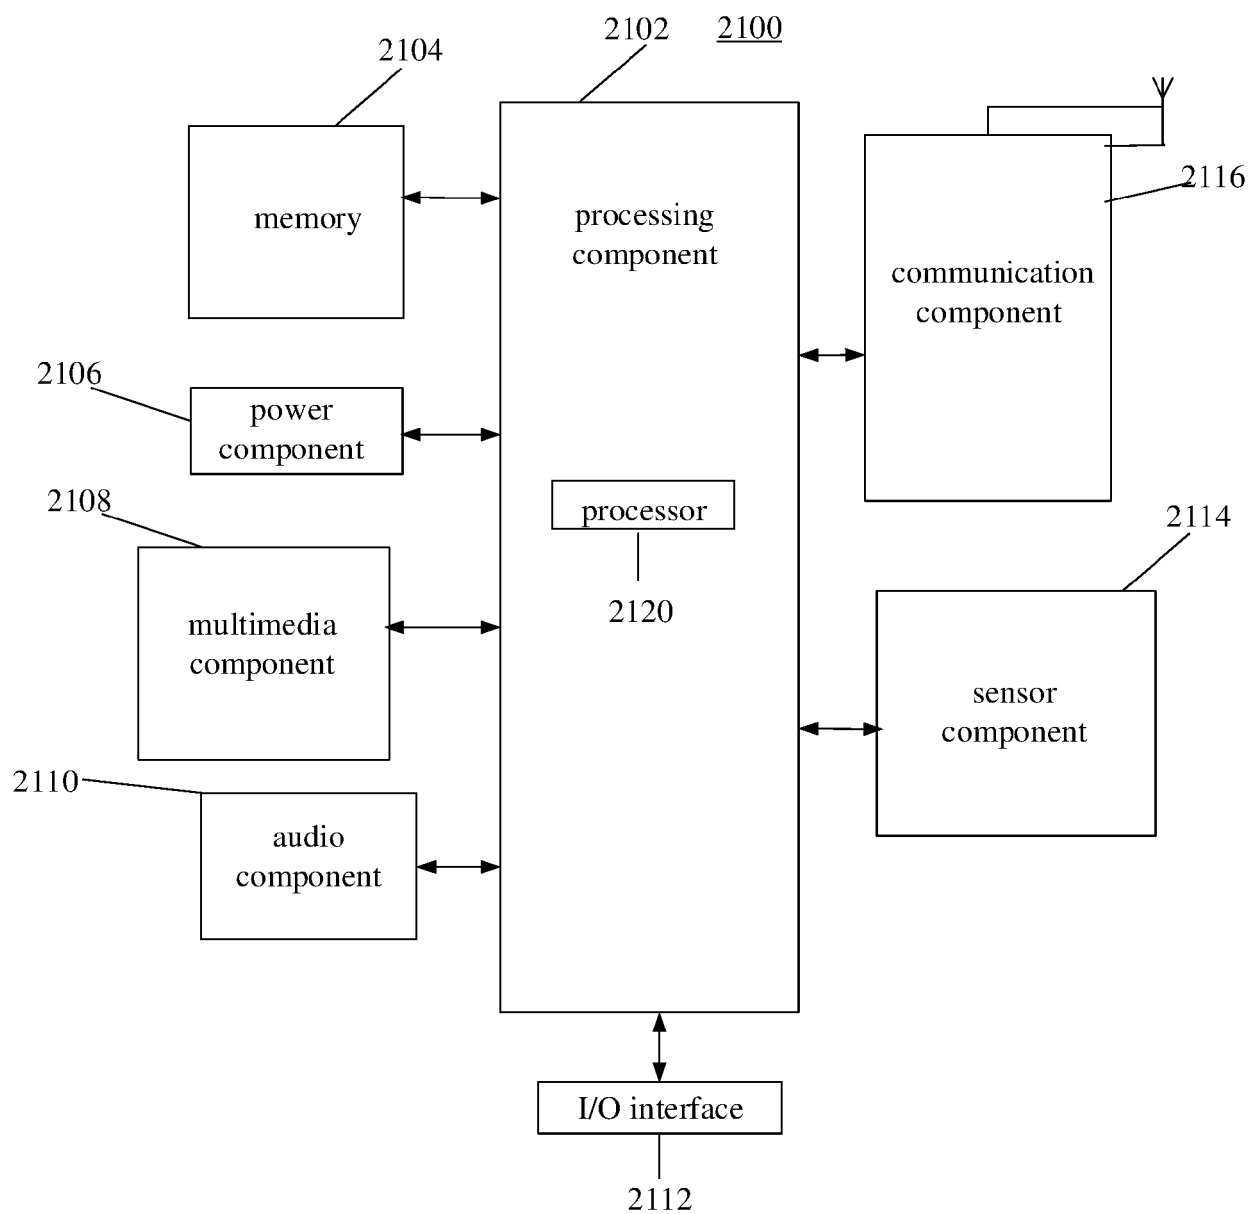 2102
2100
2104
memory
processing
component
2116
communication
component
2106
power
component
2108
processor
2114
2120
multimedia
component
sensor
component
2110
audio
component
I/O interface
2112